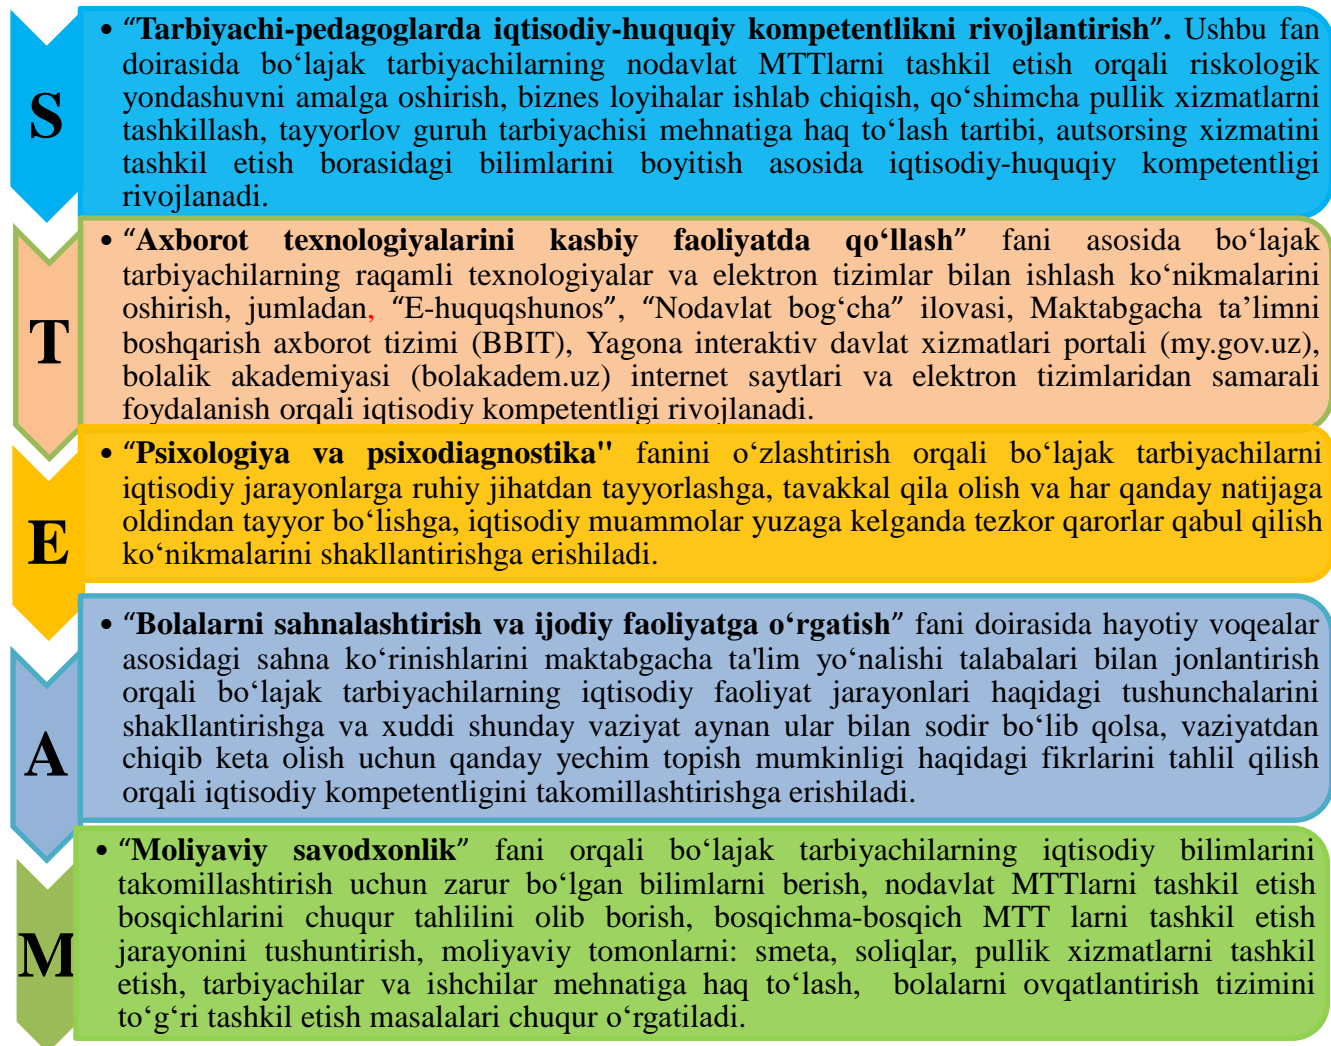 S
• “Tarbiyachi-pedagoglarda iqtisodiy-huquqiy kompetentlikni rivojlantirish”. Ushbu fan
doirasida bo‘lajak tarbiyachilarning nodavlat MTTlarni tashkil etish orqali riskologik
yondashuvni amalga oshirish, biznes loyihalar ishlab chiqish, qo‘shimcha pullik xizmatlarni
tashkillash, tayyorlov guruh tarbiyachisi mehnatiga haq to‘lash tartibi, autsorsing xizmatini
tashkil etish borasidagi bilimlarini boyitish asosida iqtisodiy-huquqiy kompetentligi
rivojlanadi.
T
• “Axborot texnologiyalarini kasbiy faoliyatda qo‘llash” fani asosida bo‘lajak
tarbiyachilarning raqamli texnologiyalar va elektron tizimlar bilan ishlash ko‘nikmalarini
oshirish, jumladan, “E-huquqshunos”, “Nodavlat bog‘cha” ilovasi, Maktabgacha ta’limni
boshqarish axborot tizimi (BBIT), Yagona interaktiv davlat xizmatlari portali (my.gov.uz),
bolalik akademiyasi (bolakadem.uz) internet saytlari va elektron tizimlaridan samarali
foydalanish orqali iqtisodiy kompetentligi rivojlanadi.
E
• “Psixologiya va psixodiagnostika" fanini o‘zlashtirish orqali bo‘lajak tarbiyachilarni
iqtisodiy jarayonlarga ruhiy jihatdan tayyorlashga, tavakkal qila olish va har qanday natijaga
oldindan tayyor bo‘lishga, iqtisodiy muammolar yuzaga kelganda tezkor qarorlar qabul qilish
ko‘nikmalarini shakllantirishga erishiladi.
A
• “Bolalarni sahnalashtirish va ijodiy faoliyatga o‘rgatish” fani doirasida hayotiy voqealar
asosidagi sahna ko‘rinishlarini maktabgacha ta'lim yo‘nalishi talabalari bilan jonlantirish
orqali bo‘lajak tarbiyachilarning iqtisodiy faoliyat jarayonlari haqidagi tushunchalarini
shakllantirishga va xuddi shunday vaziyat aynan ular bilan sodir bo‘lib qolsa, vaziyatdan
chiqib keta olish uchun qanday yechim topish mumkinligi haqidagi fikrlarini tahlil qilish
orqali iqtisodiy kompetentligini takomillashtirishga erishiladi.
M
• “Moliyaviy savodxonlik” fani orqali bo‘lajak tarbiyachilarning iqtisodiy bilimlarini
takomillashtirish uchun zarur bo‘lgan bilimlarni berish, nodavlat MTTlarni tashkil etish
bosqichlarini chuqur tahlilini olib borish, bosqichma-bosqich MTT larni tashkil etish
jarayonini tushuntirish, moliyaviy tomonlarni: smeta, soliqlar, pullik xizmatlarni tashkil
etish, tarbiyachilar va ishchilar mehnatiga haq to‘lash, bolalarni ovqatlantirish tizimini
to‘g‘ri tashkil etish masalalari chuqur o‘rgatiladi.